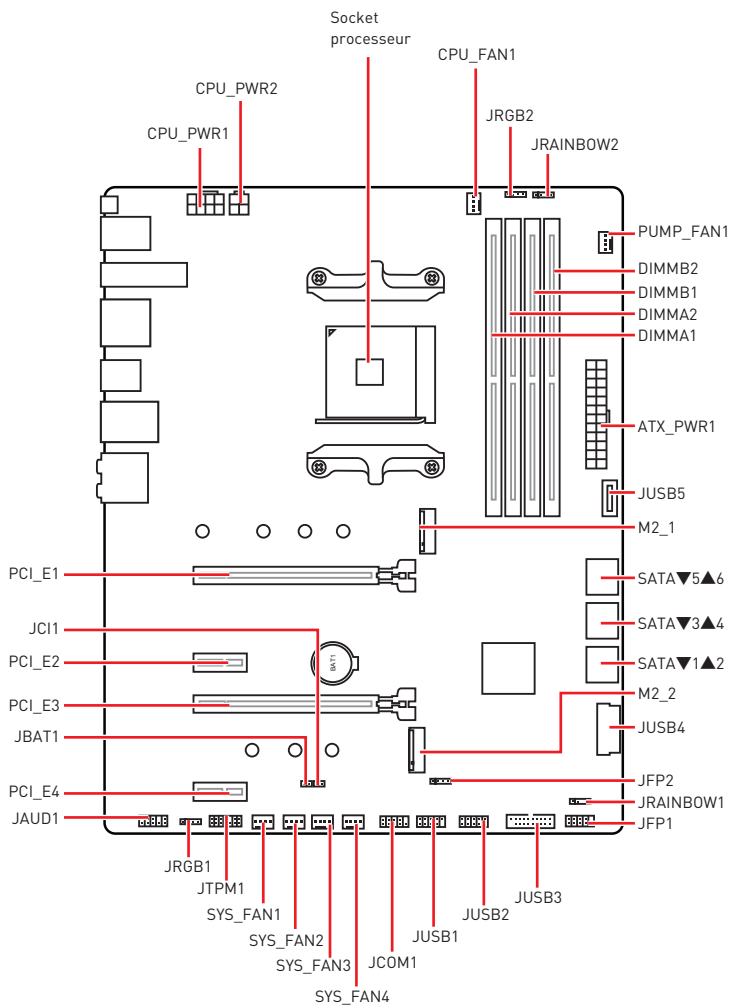 Socket
processeur
CPU_FAN1
CPU_PWR2
JRGB2
CPU_PWR1
JRAINBOW2
PUMP_FAN1
DIMMB2
DIMMB1
DIMMA2
DIMMA1
ATX_PWR1
JUSB5
M2_1
PCI_E1
SATA▼5▲6
JCI1
SATA▼3▲4
PCI_E2
BAT1
SATA▼1▲2
M2_2
PCI_E3
JUSB4
JBAT1
JFP2
PCI_E4
JRAINBOW1
JAUD1
JFP1
JRGB1
JTPM1
JUSB3
SYS_FAN1
JUSB2
SYS_FAN2
JUSB1
SYS_FAN3
JCOM1
SYS_FAN4